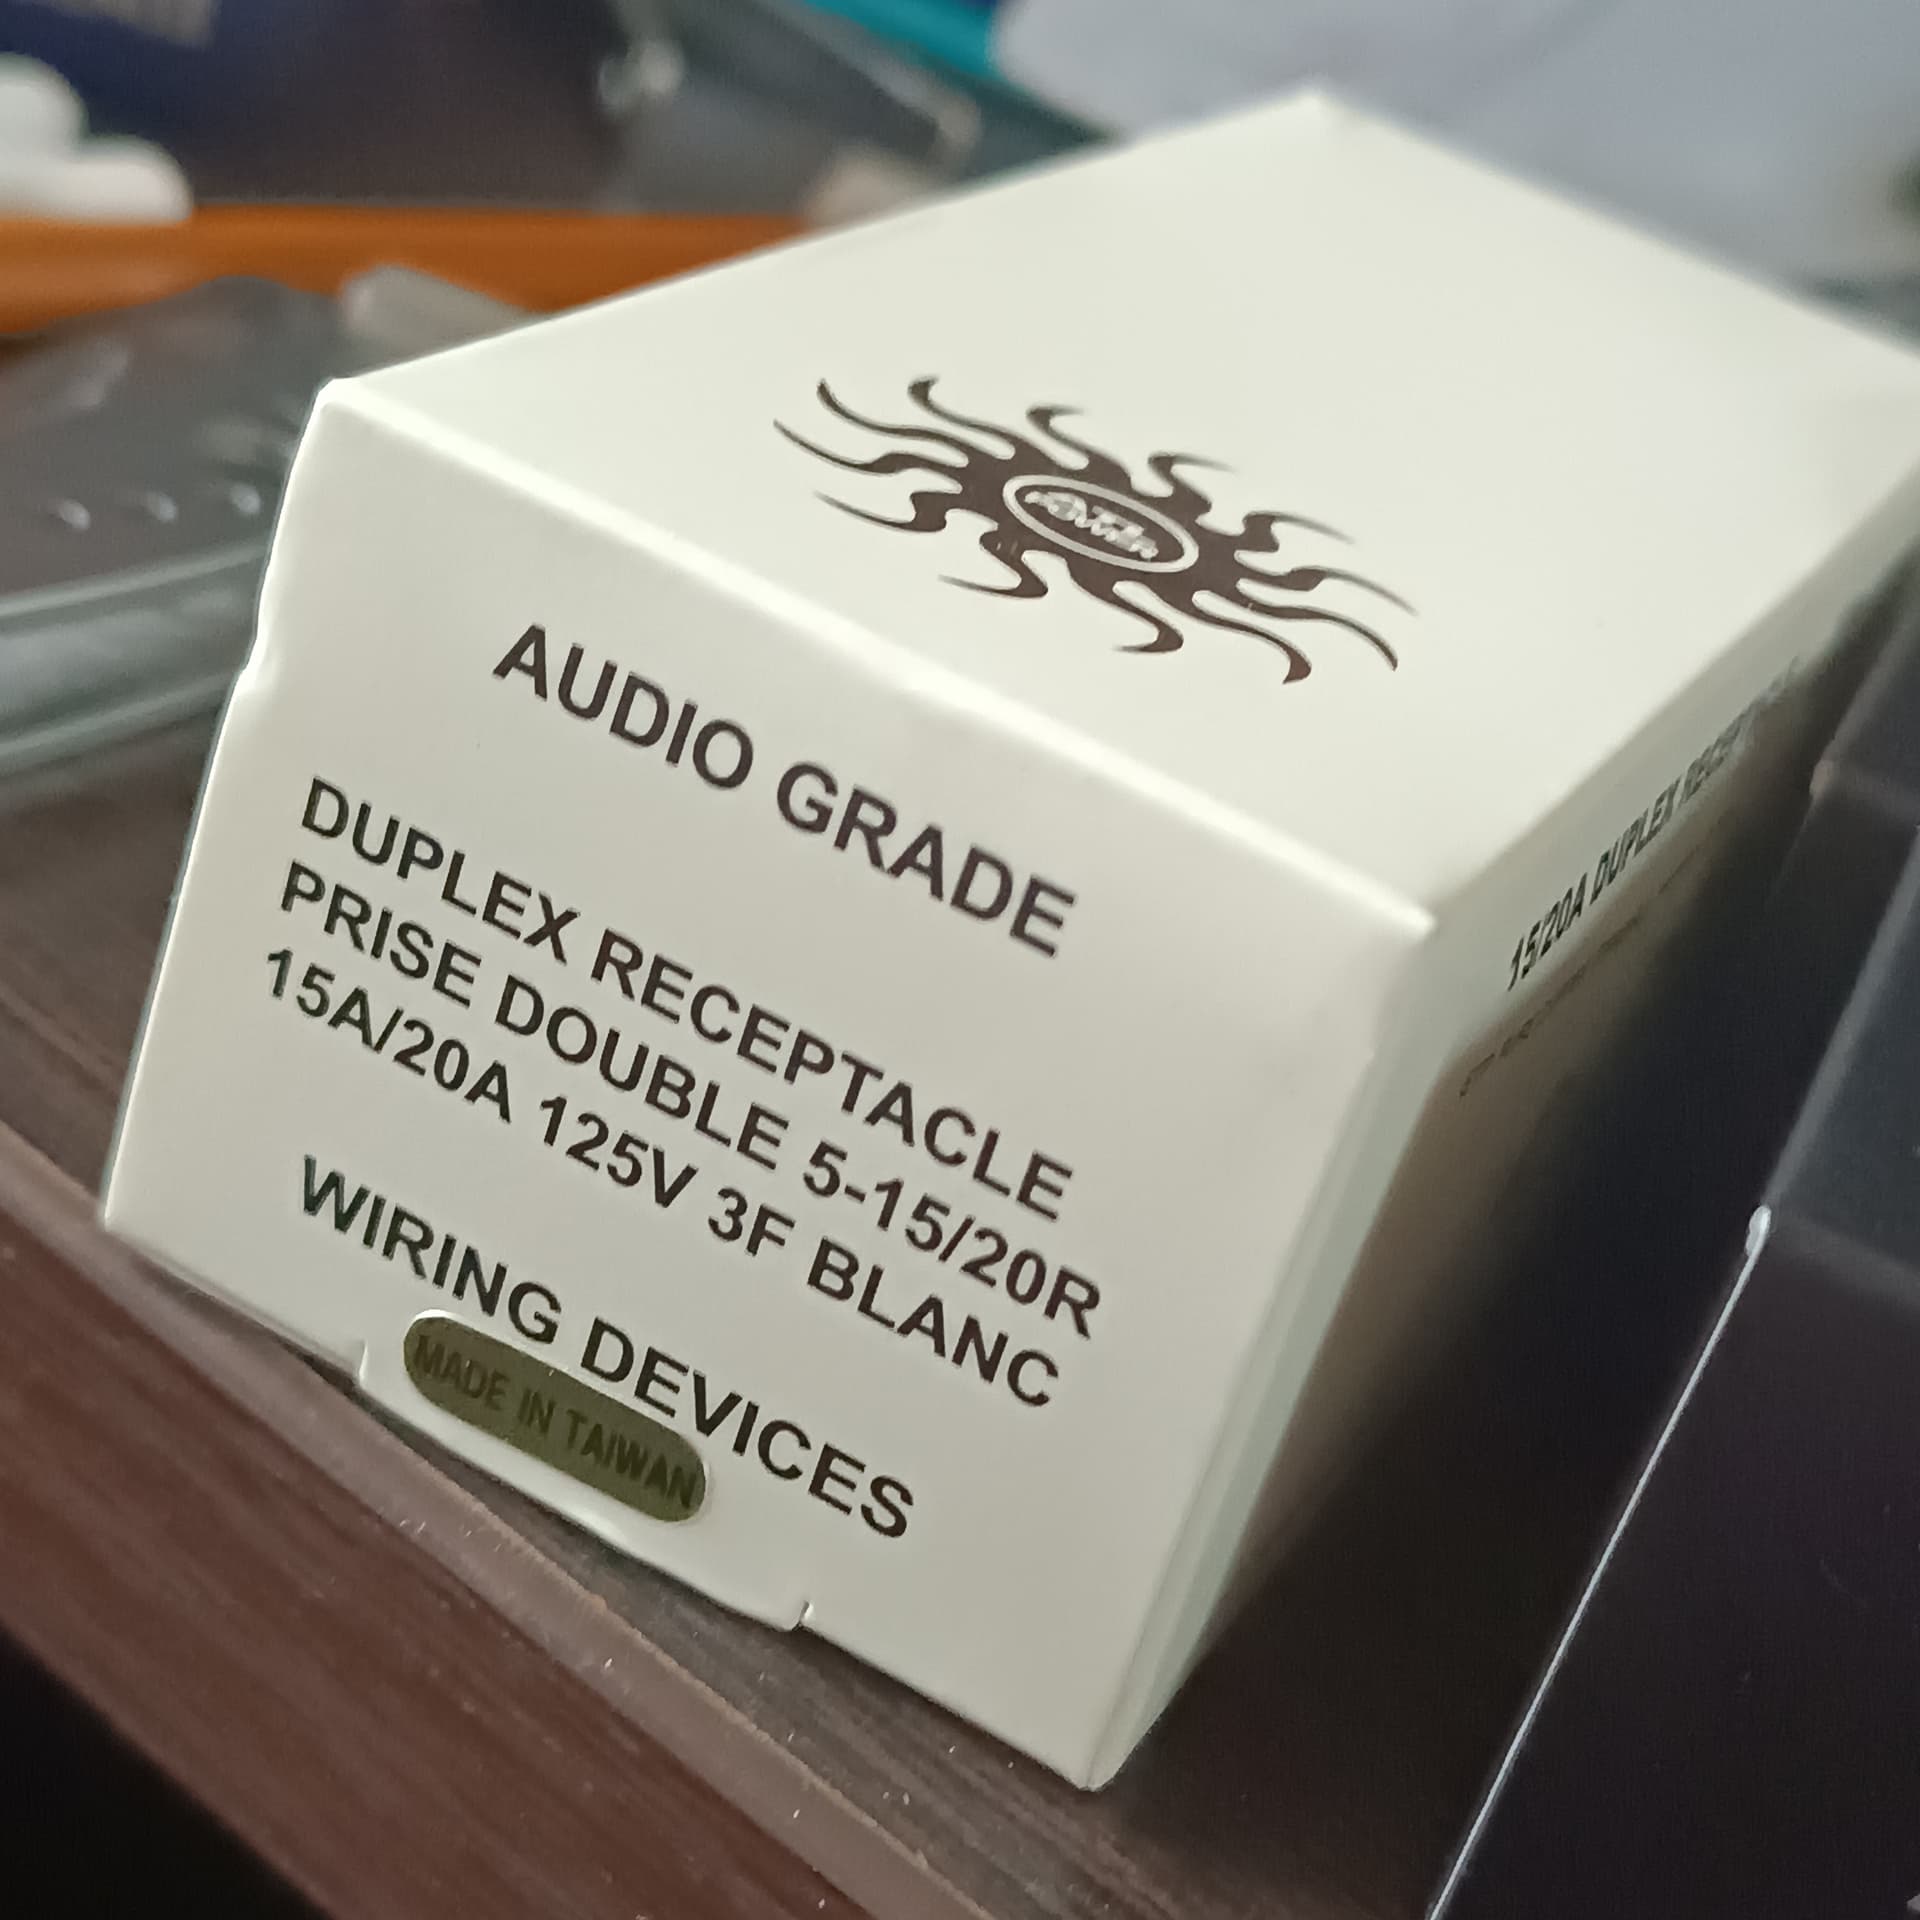 AUDIO GRADE
DUPLEX RECEPTACLE
PRISE DOUBLE 5-15/20R
15A/20A 125V 3F BLANC
WIRING DEVICES
MADE IN TAIWAN
15/20A DUPLEX